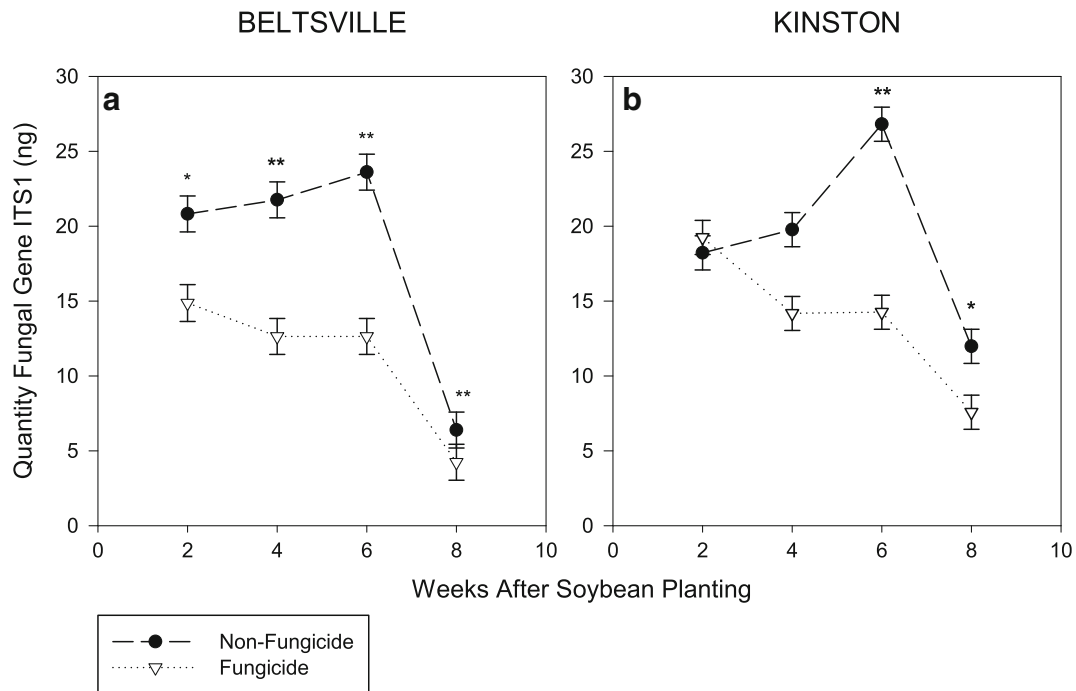 BELTSVILLE
KINSTON
a
b
Quantity Fungal Gene ITS1 (ng)
30
25
20
15
10
5
0
* ** ** **
0 2 4 6 8 10
30
25
20
15
10
5
0
** *
0 2 4 6 8 10
Weeks After Soybean Planting
Non-Fungicide
Fungicide